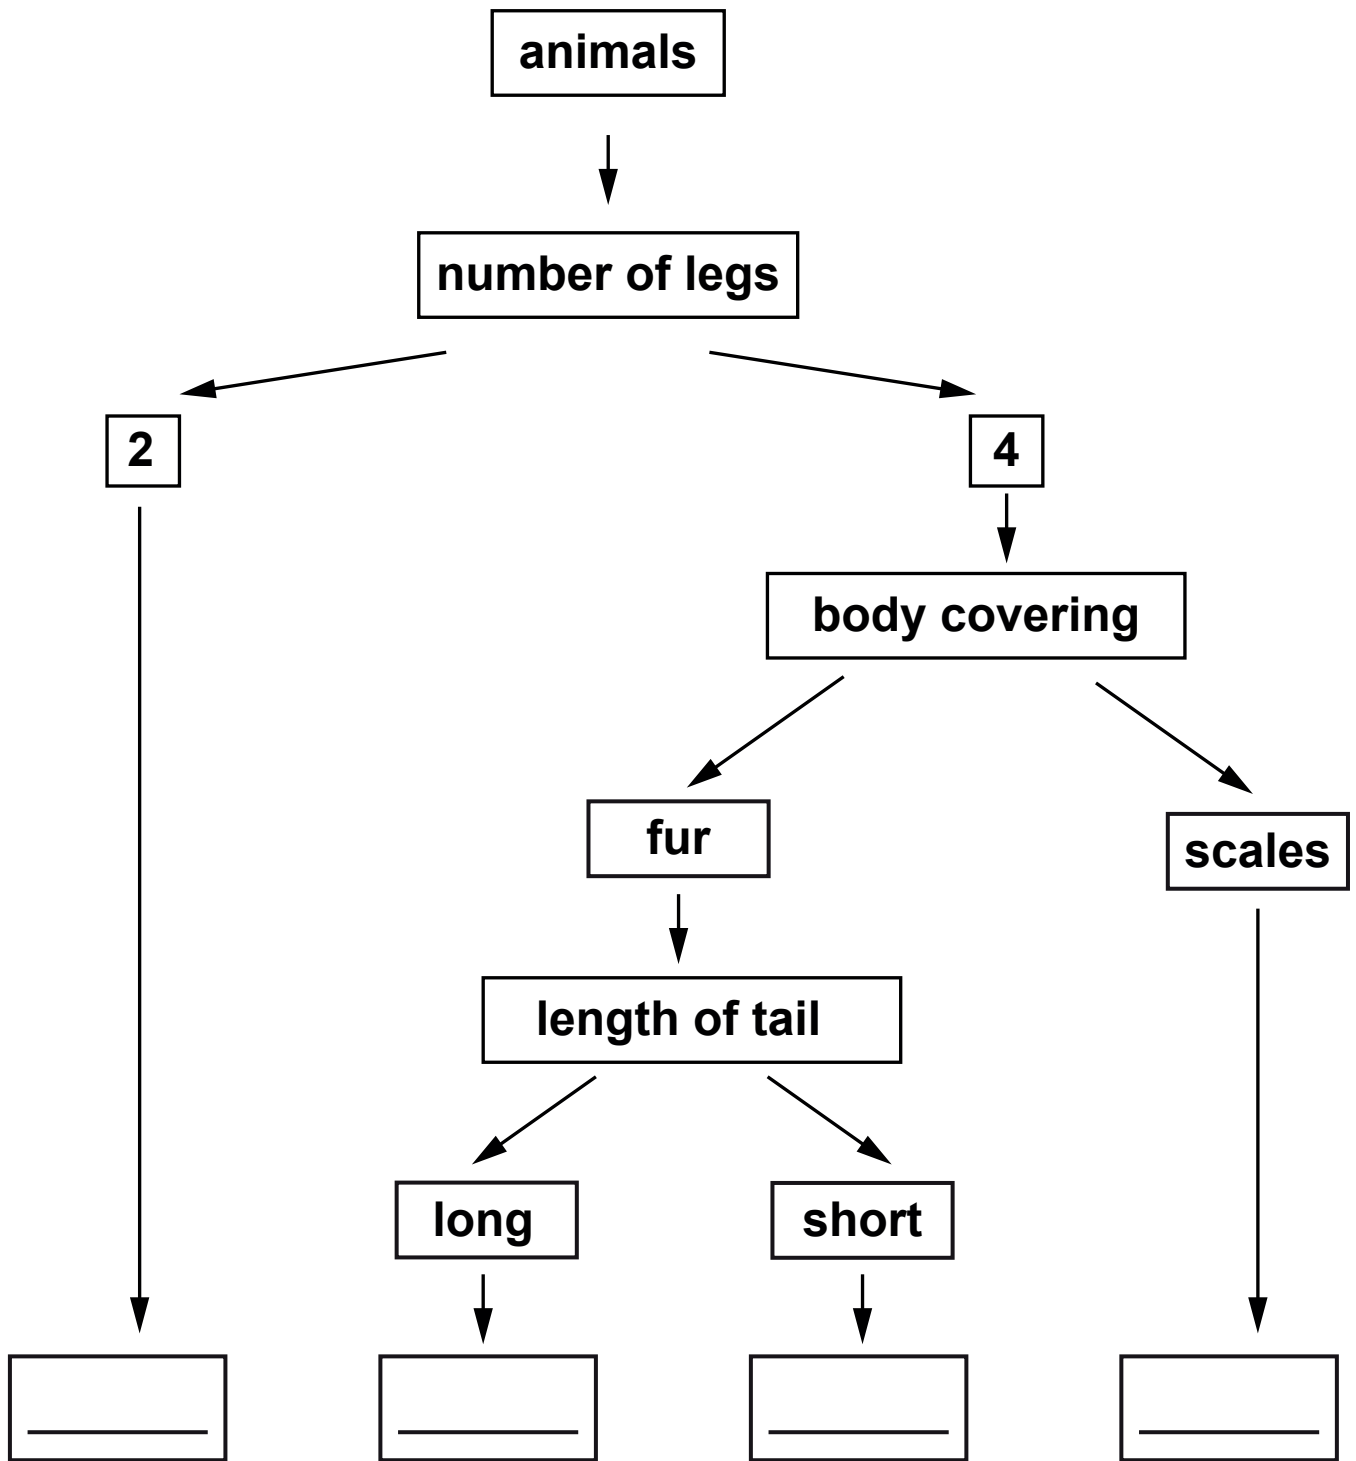 animals
number of legs
2
4
body covering
fur
scales
length of tail
long
short